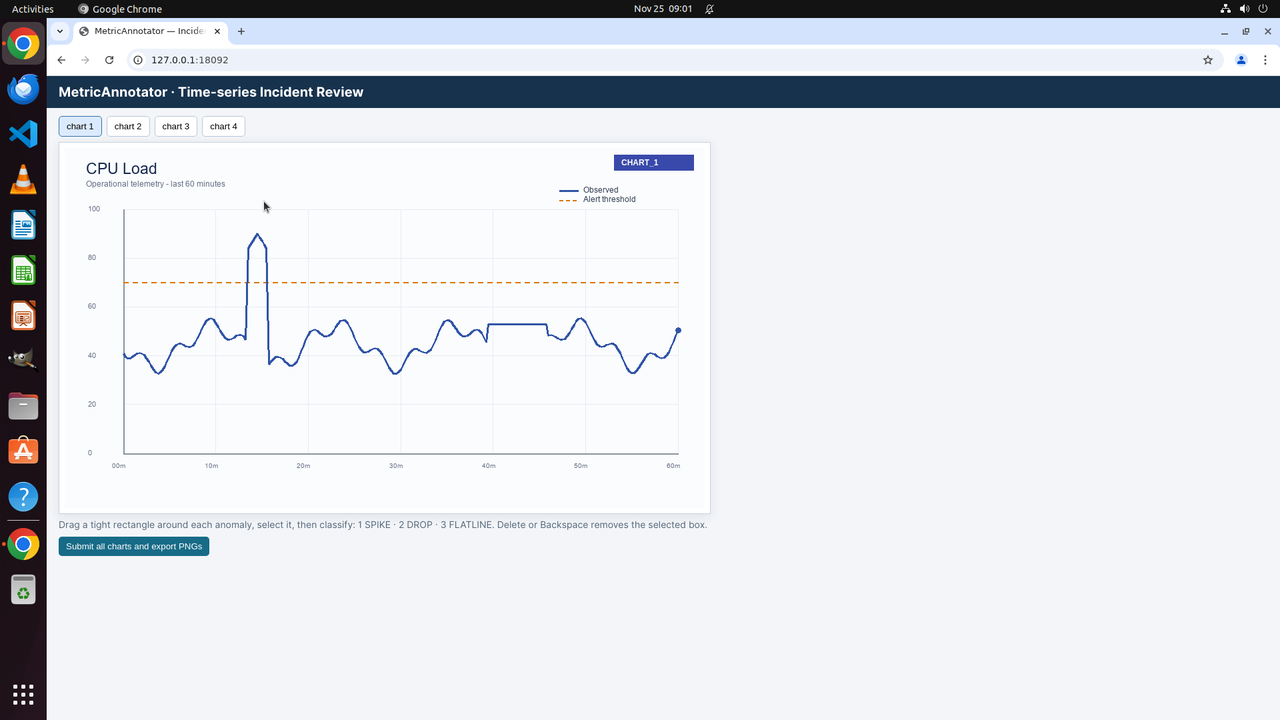 Activities
Google Chrome
Nov 25 09:01
MetricAnnotator — Incide
127.0.0.1:18092
MetricAnnotator · Time-series Incident Review
chart 1
chart 2
chart 3
chart 4
CPU Load
CHART_1
Operational telemetry - last 60 minutes
Observed
Alert threshold
100
80
60
40
20
0
00m
10m
20m
30m
40m
50m
60m
Drag a tight rectangle around each anomaly, select it, then classify: 1 SPIKE · 2 DROP · 3 FLATLINE. Delete or Backspace removes the selected box.
Submit all charts and export PNGs